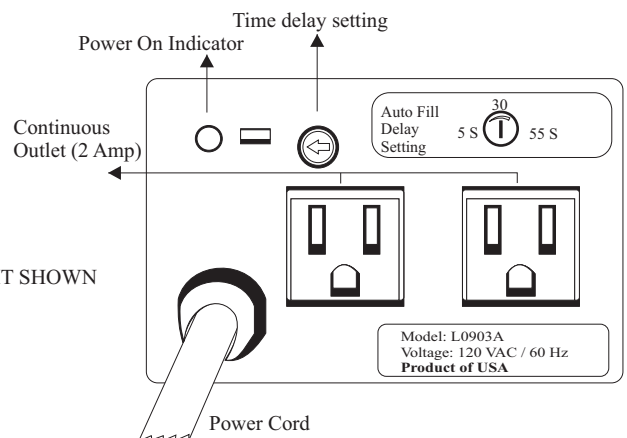 Time delay setting
Power On Indicator
Continuous
Outlet (2 Amp)
Auto Fill
Delay
Setting
30
5 S
55 S
T SHOWN
Model: L0903A
Voltage: 120 VAC / 60 Hz
Product of USA
Power Cord